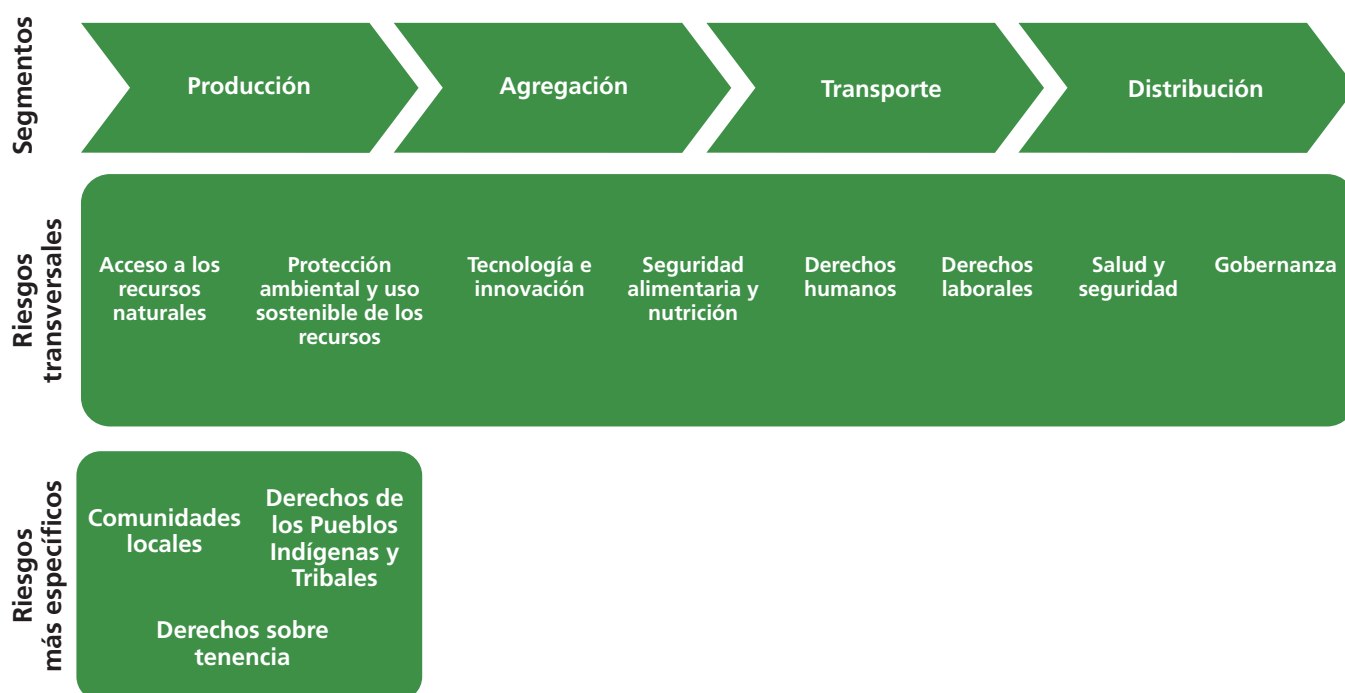 Segmentos
Producción
Agregación
Transporte
Distribución
Riesgos
transversales
Acceso a los
recursos
naturales
Protección
ambiental y uso
sostenible de los
recursos
Tecnología e
innovación
Seguridad
alimentaria y
nutrición
Derechos
humanos
Derechos
laborales
Salud y
seguridad
Gobernanza
Riesgos
más específicos
Comunidades
locales
Derechos de
los Pueblos
Indígenas y
Tribales
Derechos sobre
tenencia